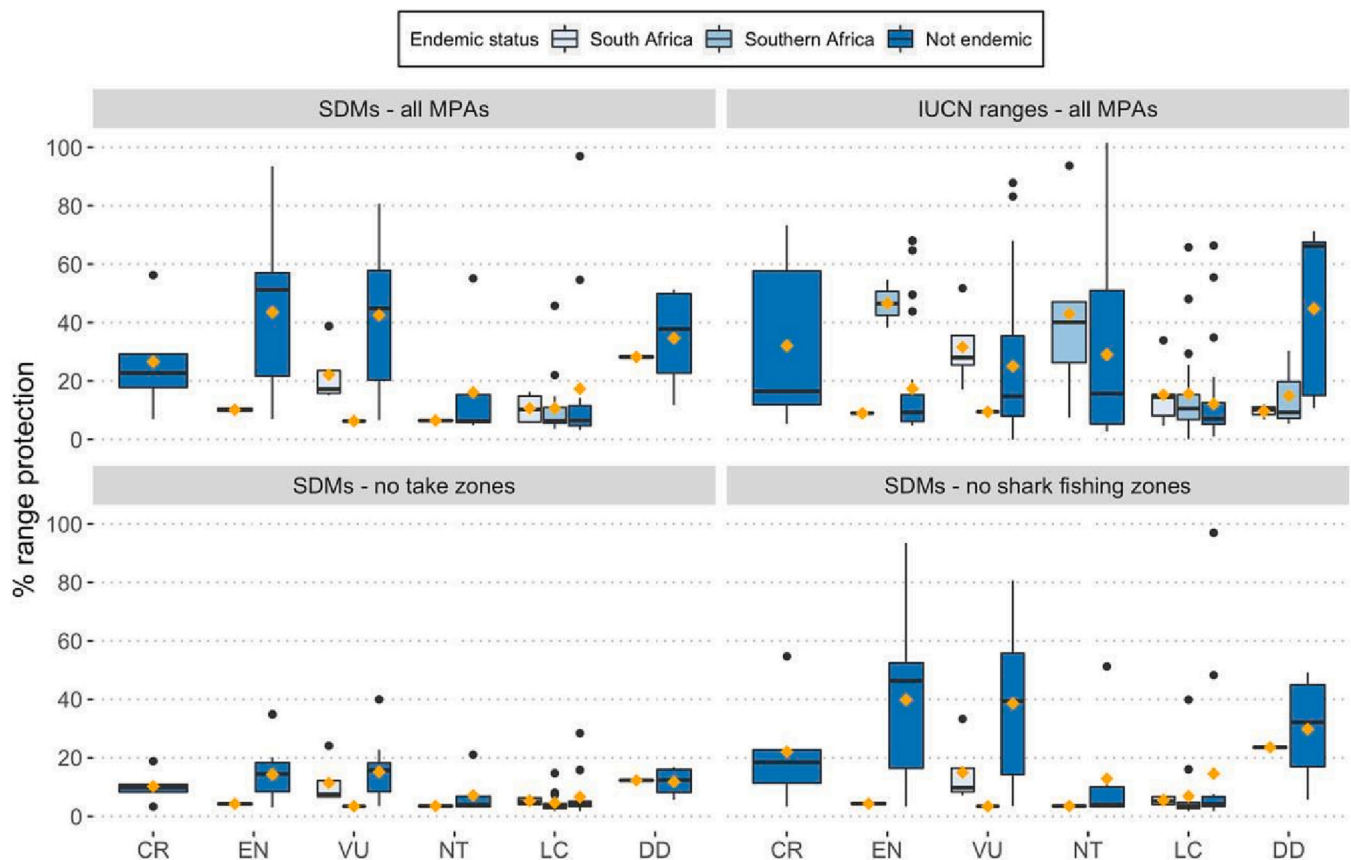 Endemic status South Africa Southern Africa Not endemic
SDMs - all MPAs IUCN ranges - all MPAs
100
80
60
40
20
0
SDMs - no take zones SDMs - no shark fishing zones
100
80
60
40
20
0
% range protection
CR EN VU NT LC DD CR EN VU NT LC DD